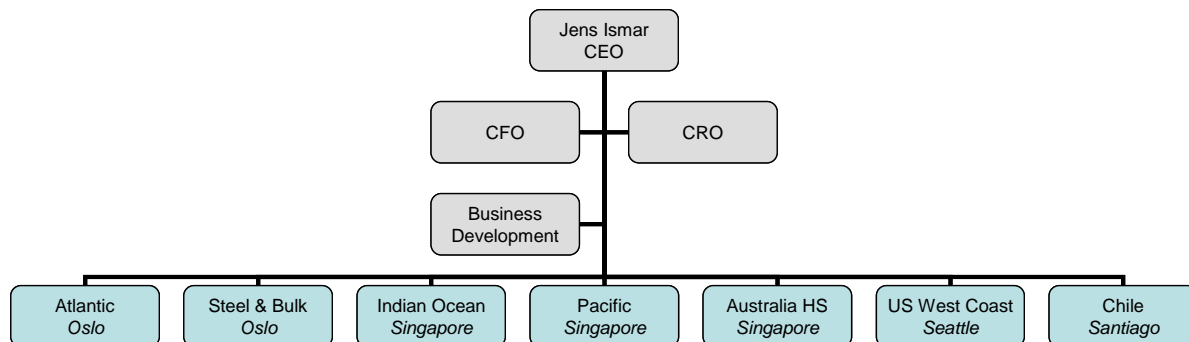 Jens Ismar
CEO
CFO
CRO
Business
Development
Atlantic
Oslo
Steel & Bulk
Oslo
Indian Ocean
Singapore
Pacific
Singapore
Australia HS
Singapore
US West Coast
Seattle
Chile
Santiago